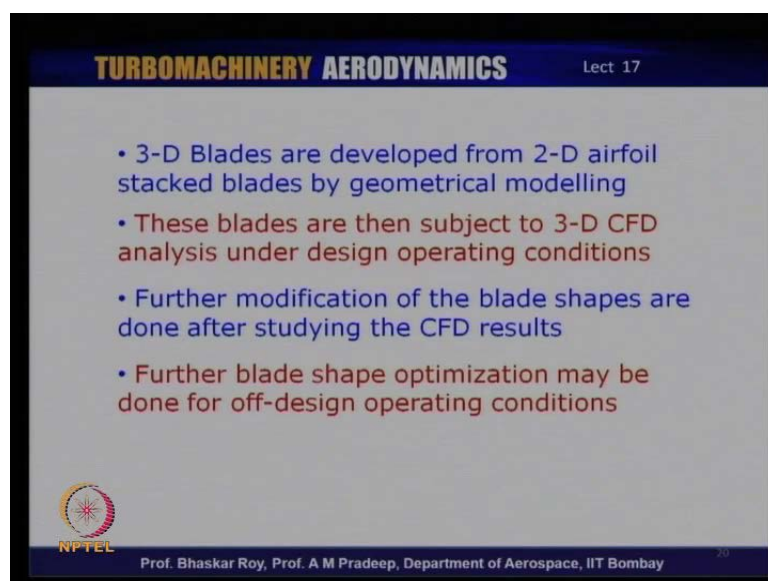 TURBOMACHINERY AERODYNAMICS Lect 17
• 3-D Blades are developed from 2-D airfoil
stacked blades by geometrical modelling
• These blades are then subject to 3-D CFD
analysis under design operating conditions
• Further modification of the blade shapes are
done after studying the CFD results
• Further blade shape optimization may be
done for off-design operating conditions
NPTEL
20
Prof. Bhaskar Roy, Prof. A M Pradeep, Department of Aerospace, IIT Bombay